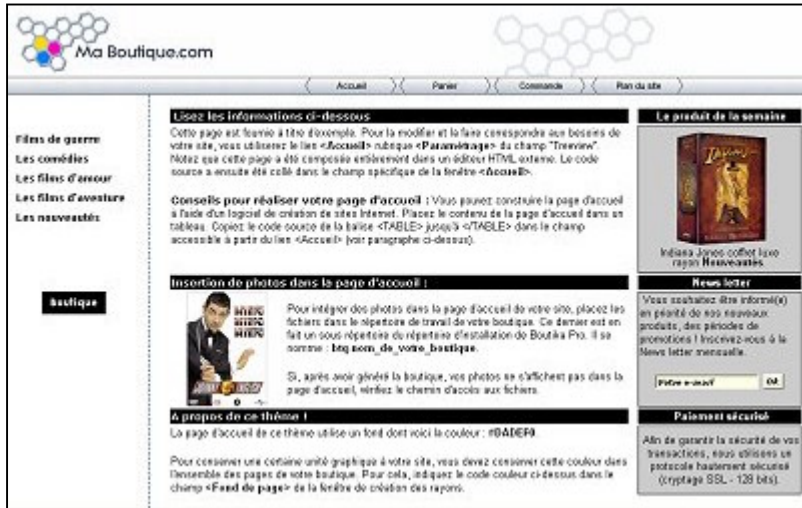 Ma Boutique.com
Accueil
Panier
Commande
Plan du site
Films de guerre
Les comédies
Les films d'amour
Les films d'aventure
Les nouveautés
boutique
Lisez les informations ci-dessous
Cette page est fournie à titre d'exemple. Pour la modifier et la faire correspondre aux besoins de
votre site, vous utiliserez le lien <Accueil> rubrique <Paramétrage> du champ "Treeview".
Notez que cette page a été composée entièrement dans un éditeur HTML externe. Le code
source a ensuite été collé dans le champ spécifique de la fenêtre <Accueil>.
Conseils pour réaliser votre page d'accueil : Vous pouvez construire la page d'accueil
à l'aide d'un logiciel de création de sites Internet. Placez le contenu de la page d'accueil dans un
tableau. Copiez le code source de la balise <TABLE> jusqu'à </TABLE> dans le champ
accessible à partir du lien <Accueil> (voir paragraphe ci-dessus).
Insertion de photos dans la page d'accueil :
Pour intégrer des photos dans la page d'accueil de votre site, placez les
fichiers dans le répertoire de travail de votre boutique. Ce dernier est en
fait un sous répertoire du répertoire d'installation de Boutika Pro. Il se
nomme : btq nom_de_votre_boutique.
Si, après avoir généré la boutique, vos photos ne s'affichent pas dans la
page d'accueil, vérifiez le chemin d'accès aux fichiers.
A propos de ce thème !
La page d'accueil de ce thème utilise un fond dont voici la couleur : #DADEF0.
Pour conserver une certaine unité graphique à votre site, vous devez conserver cette couleur dans
l'ensemble des pages de votre boutique. Pour cela, indiquez le code couleur ci-dessus dans le
champ <Fond de page> de la fenêtre de création des rayons.
Le produit de la semaine
Indiana Jones coffret luxe
rayon Nouveautés
News letter
Vous souhaitez être informé(e)
en priorité de nos nouveaux
produits, des périodes de
promotions ! Inscrivez-vous à la
News letter mensuelle.
Votre e-mail
OK
Paiement sécurisé
Afin de garantir la sécurité de vos
transactions, nous utilisons un
protocole hautement sécurisé
(cryptage SSL - 128 bits).